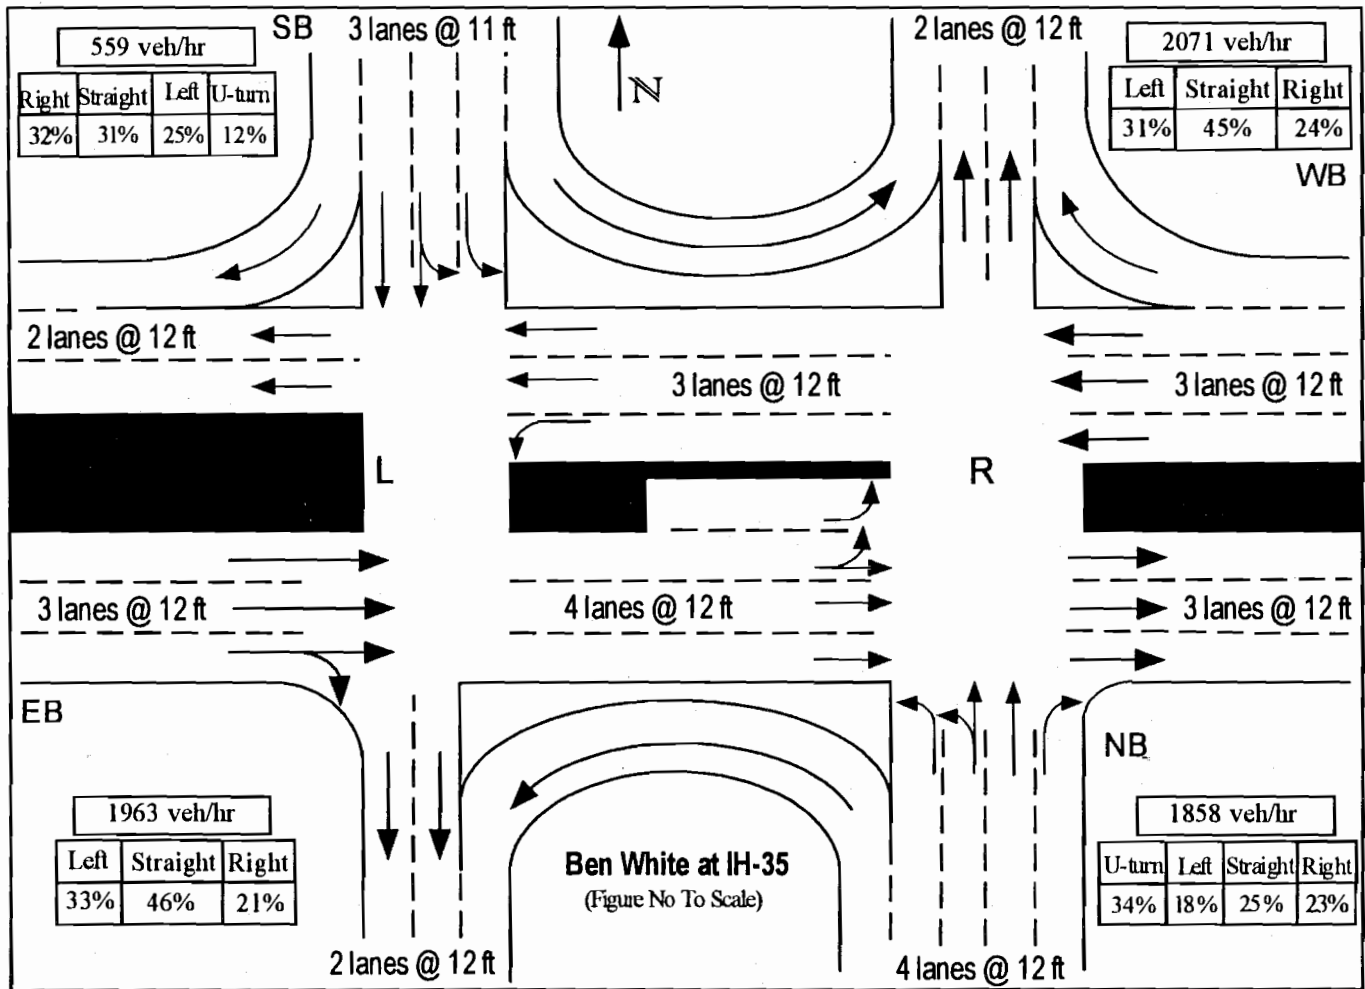 SB
3 lanes @ 11 ft
2 lanes @ 12 ft
559 veh/hr
Right Straight Left U-turn
32% 31% 25% 12%
N
2071 veh/hr
Left Straight Right
31% 45% 24%
WB
2 lanes @ 12 ft
3 lanes @ 12 ft
3 lanes @ 12 ft
L
R
3 lanes @ 12 ft
4 lanes @ 12 ft
3 lanes @ 12 ft
EB
NB
1963 veh/hr
Left Straight Right
33% 46% 21%
Ben White at IH-35
(Figure No To Scale)
1858 veh/hr
U-turn Left Straight Right
34% 18% 25% 23%
2 lanes @ 12 ft
4 lanes @ 12 ft